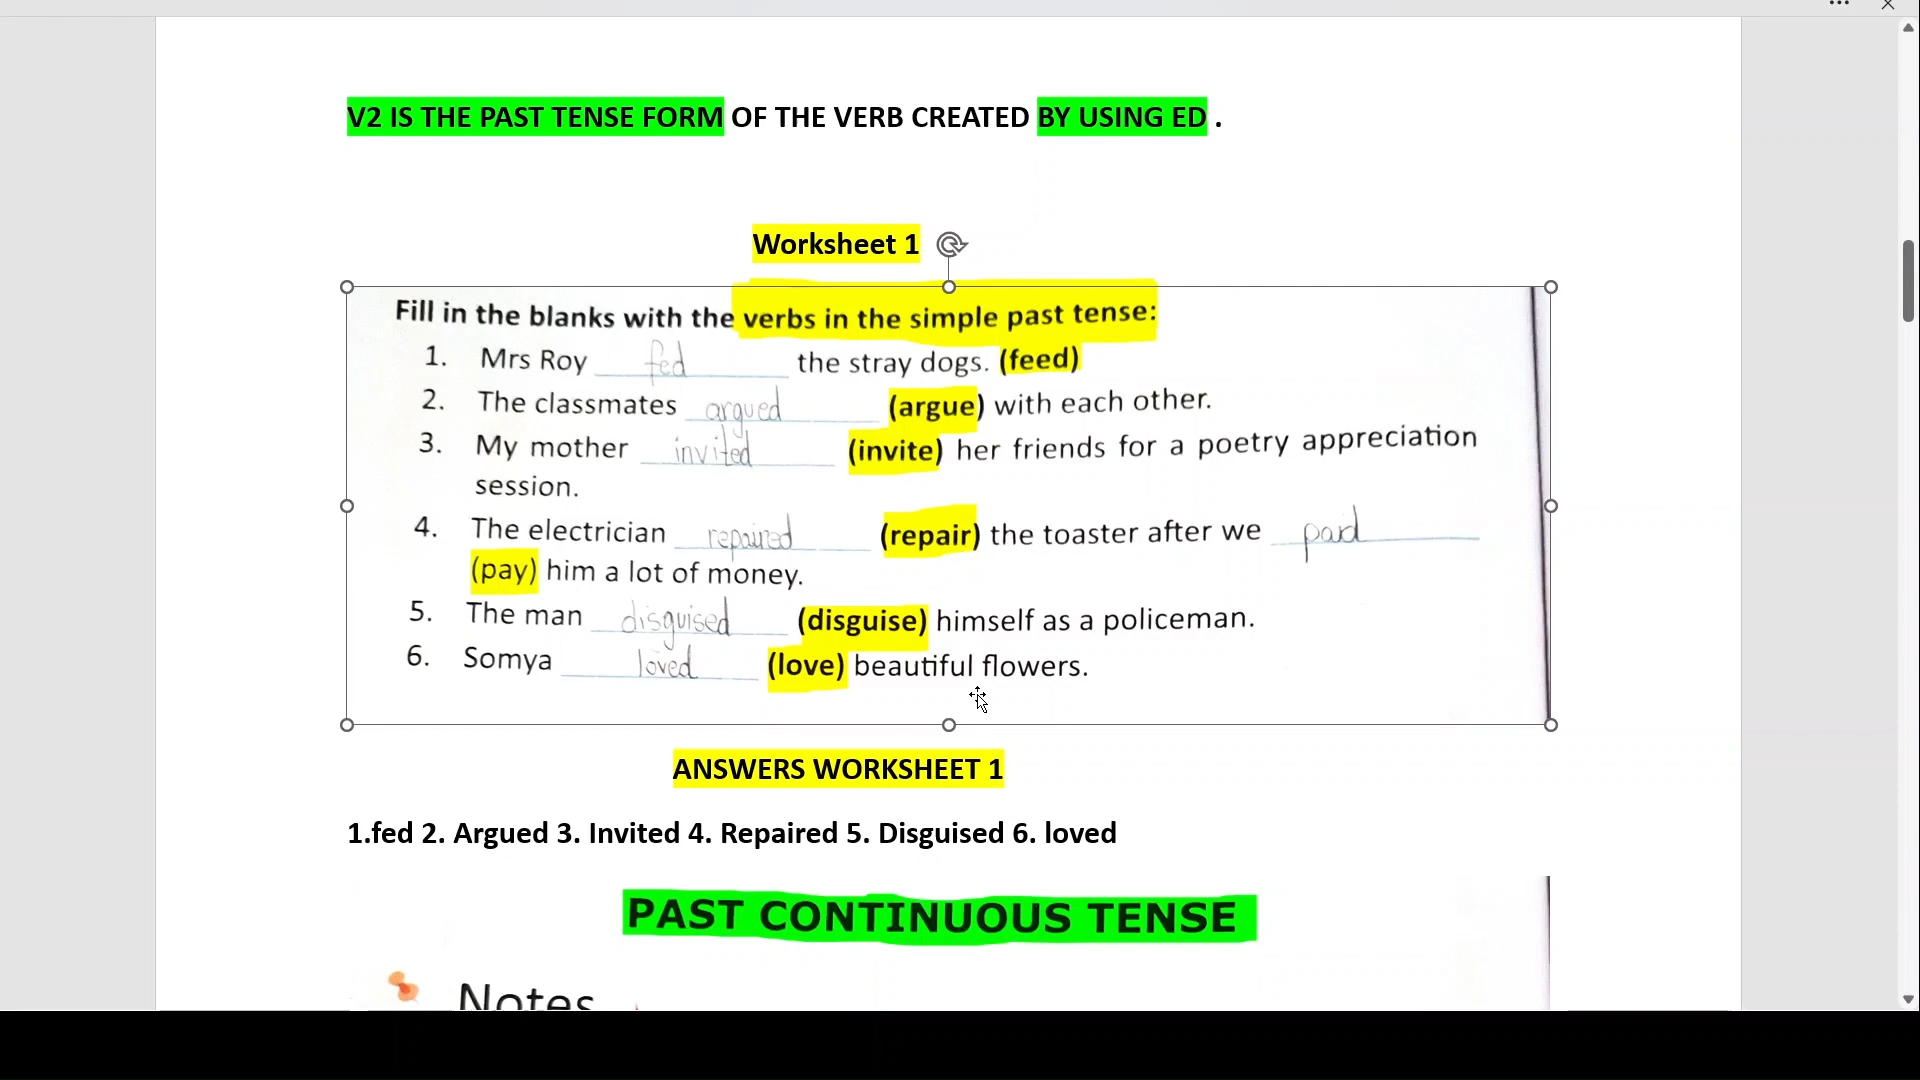 V2 IS THE PAST TENSE FORM OF THE VERB CREATED BY USING ED .
Worksheet 1
Fill in the blanks with the verbs in the simple past tense:
1. Mrs Roy fed the stray dogs. (feed)
2. The classmates argued (argue) with each other.
3. My mother invited (invite) her friends for a poetry appreciation
session.
4. The electrician repaired (repair) the toaster after we paid
(pay) him a lot of money.
5. The man disguised (disguise) himself as a policeman.
6. Somya loved (love) beautiful flowers.
ANSWERS WORKSHEET 1
1.fed 2. Argued 3. Invited 4. Repaired 5. Disguised 6. loved
PAST CONTINUOUS TENSE
Notes